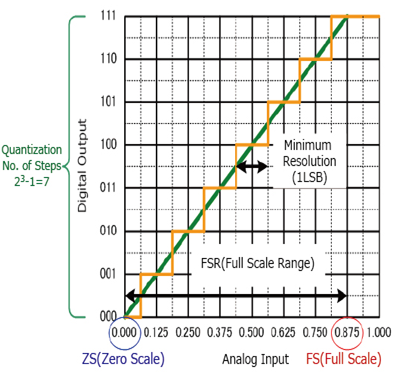 111
110
101
100
011
010
001
000
Digital Output
Quantization
No. of Steps
2³-1=7
Minimum
Resolution
(1LSB)
FSR(Full Scale Range)
0.000 0.125 0.250 0.375 0.500 0.625 0.750 0.875 1.000
ZS(Zero Scale) Analog Input FS(Full Scale)